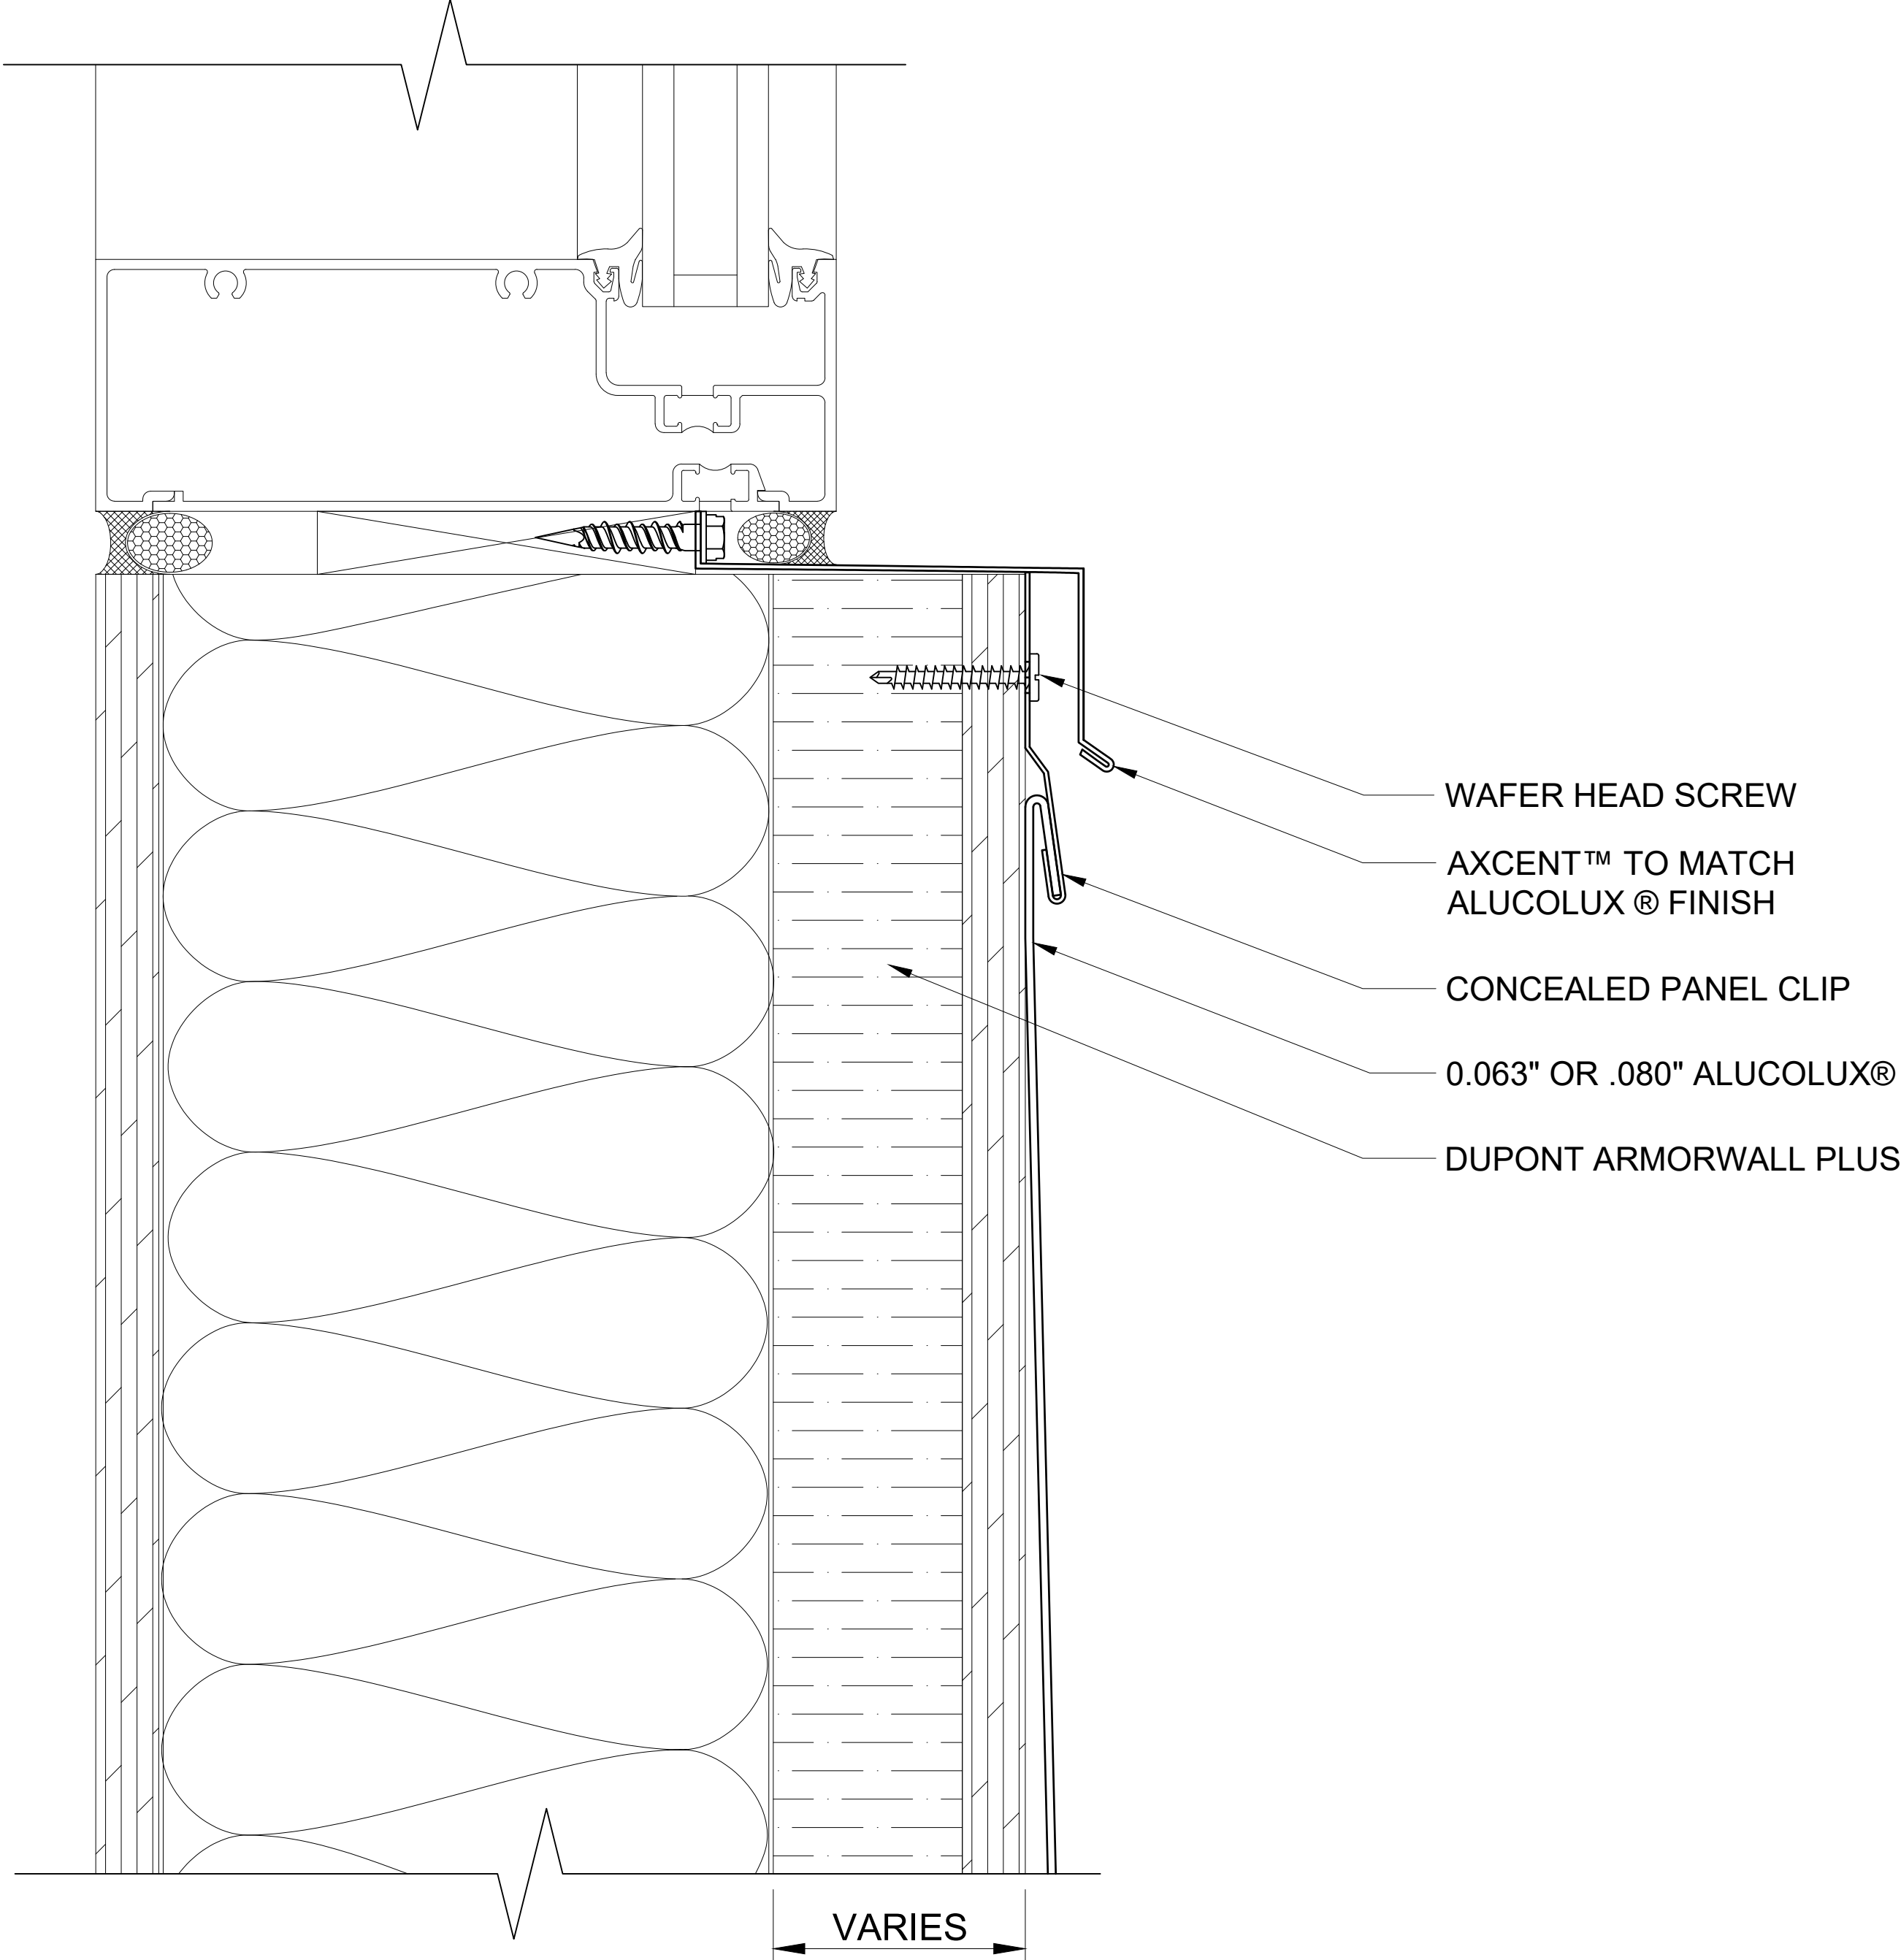 WAFER HEAD SCREW
AXCENT™ TO MATCH
ALUCOLUX ® FINISH
CONCEALED PANEL CLIP
0.063" OR .080" ALUCOLUX®
DUPONT ARMORWALL PLUS
VARIES